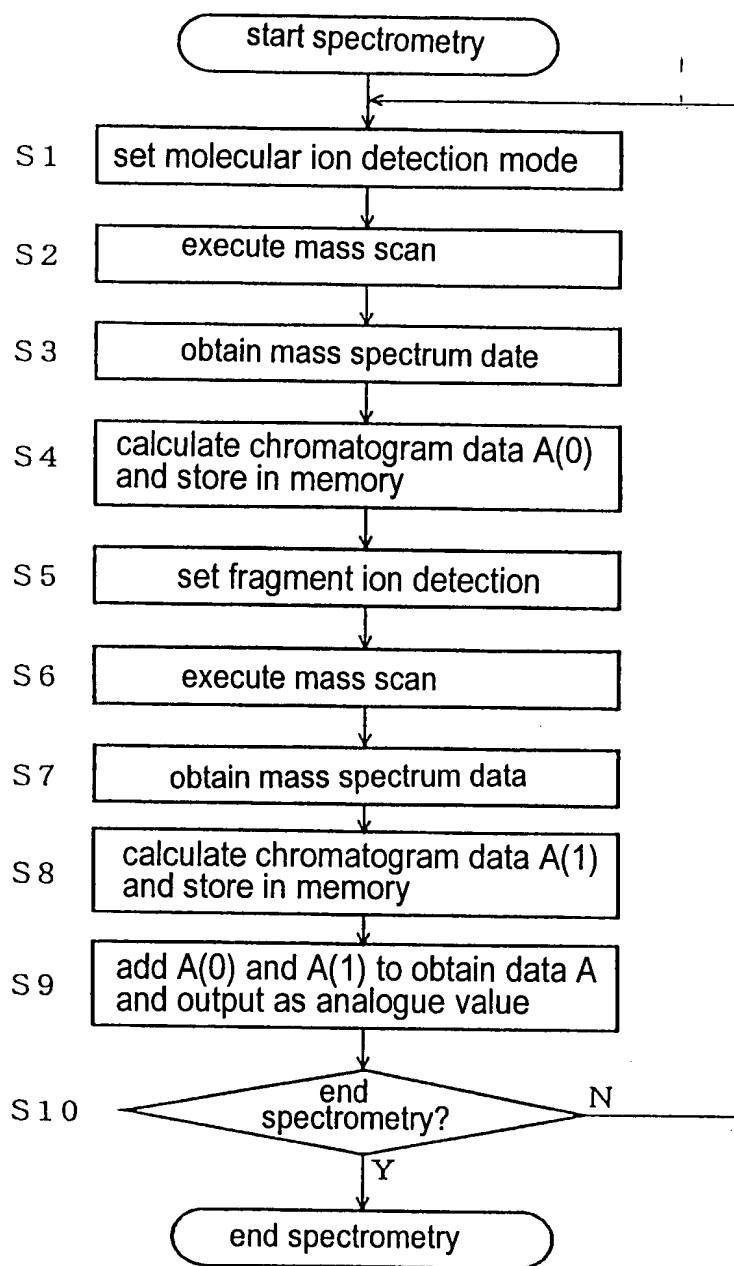 start spectrometry
S1 set molecular ion detection mode
S2 execute mass scan
S3 obtain mass spectrum date
S4 calculate chromatogram data A(0)
and store in memory
S5 set fragment ion detection
S6 execute mass scan
S7 obtain mass spectrum data
S8 calculate chromatogram data A(1)
and store in memory
S9 add A(0) and A(1) to obtain data A
and output as analogue value
S10 end
spectrometry?
N
Y
end spectrometry